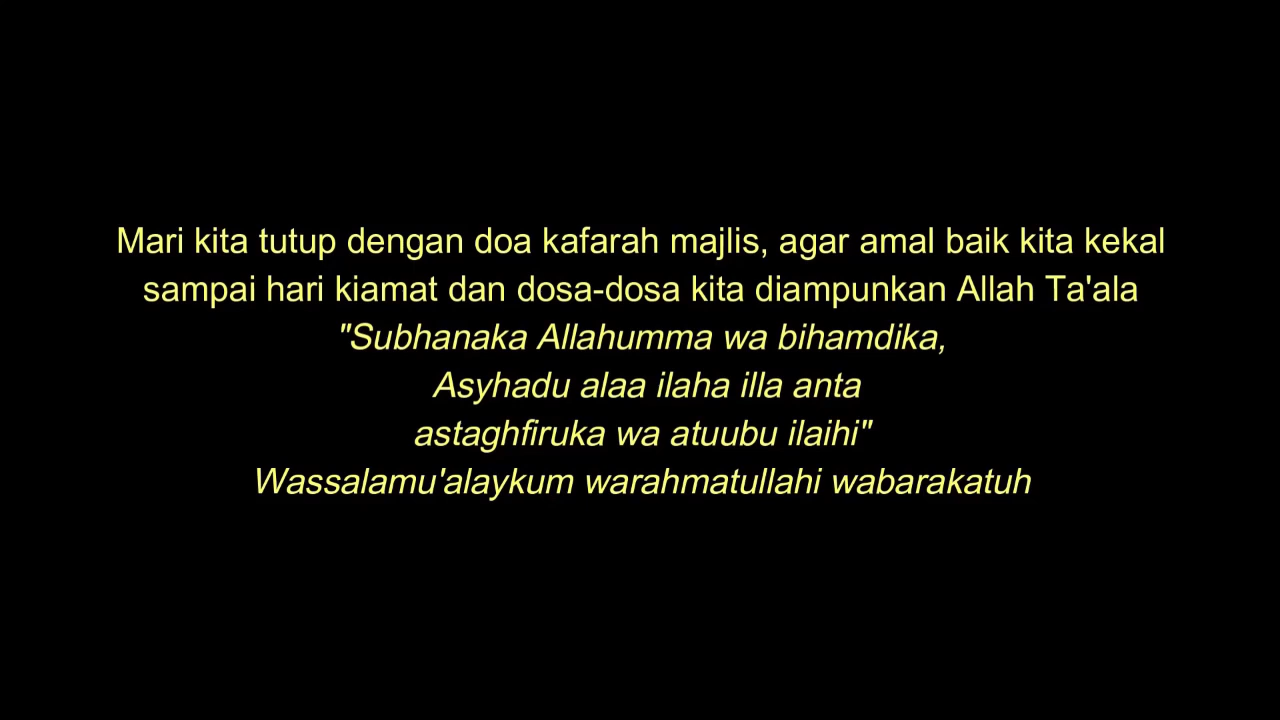 Mari kita tutup dengan doa kafarah majlis, agar amal baik kita kekal
sampai hari kiamat dan dosa-dosa kita diampunkan Allah Ta'ala
"Subhanaka Allahumma wa bihamdika,
Asyhadu alaa ilaha illa anta
astaghfiruka wa atuubu ilaihi"
Wassalamu'alaykum warahmatullahi wabarakatuh